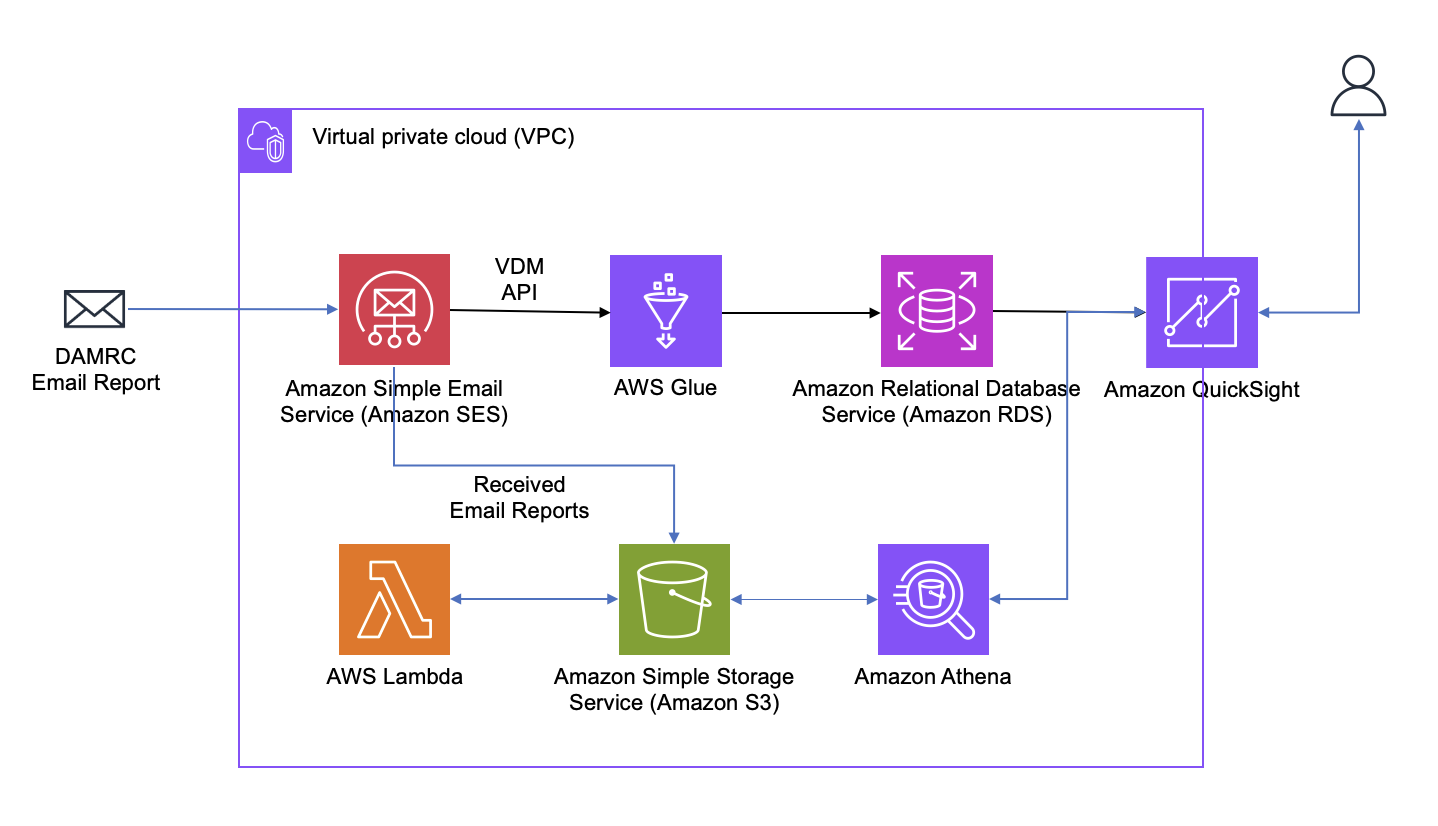 Virtual private cloud (VPC)
VDM
API
DAMRC
Email Report
Amazon Simple Email
Service (Amazon SES)
AWS Glue
Amazon Relational Database
Service (Amazon RDS)
Amazon QuickSight
Received
Email Reports
AWS Lambda
Amazon Simple Storage
Service (Amazon S3)
Amazon Athena